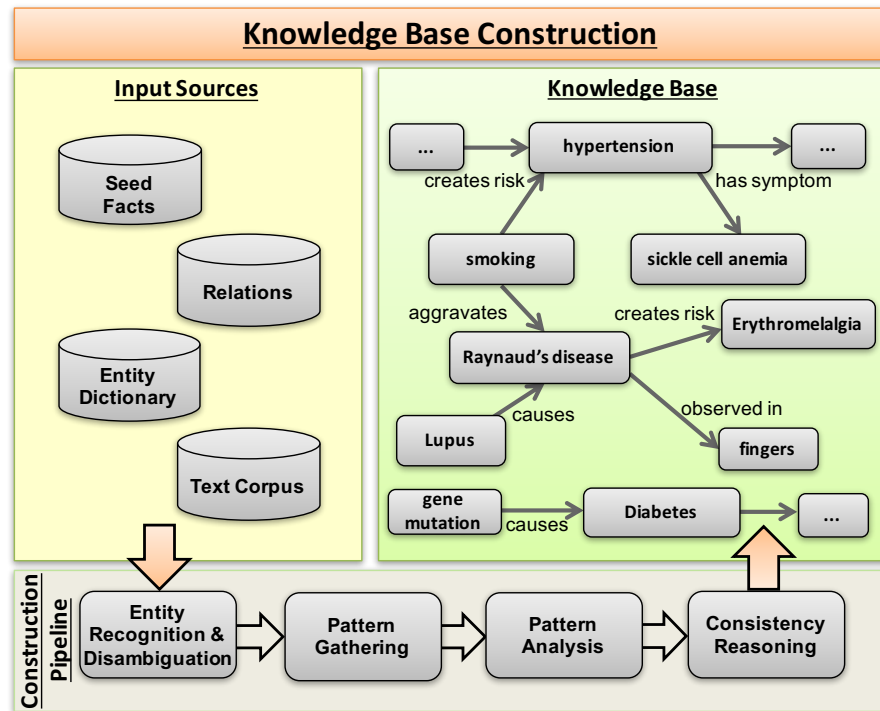 Knowledge Base Construction
Input Sources
Seed
Facts
Relations
Entity
Dictionary
Text Corpus
Knowledge Base
...
hypertension
...
creates risk
has symptom
smoking
sickle cell anemia
aggravates
creates risk
Erythromelalgia
Raynaud's disease
causes
observed in
Lupus
fingers
gene
mutation
causes
Diabetes
...
Construction
Pipeline
Entity
Recognition &
Disambiguation
Pattern
Gathering
Pattern
Analysis
Consistency
Reasoning